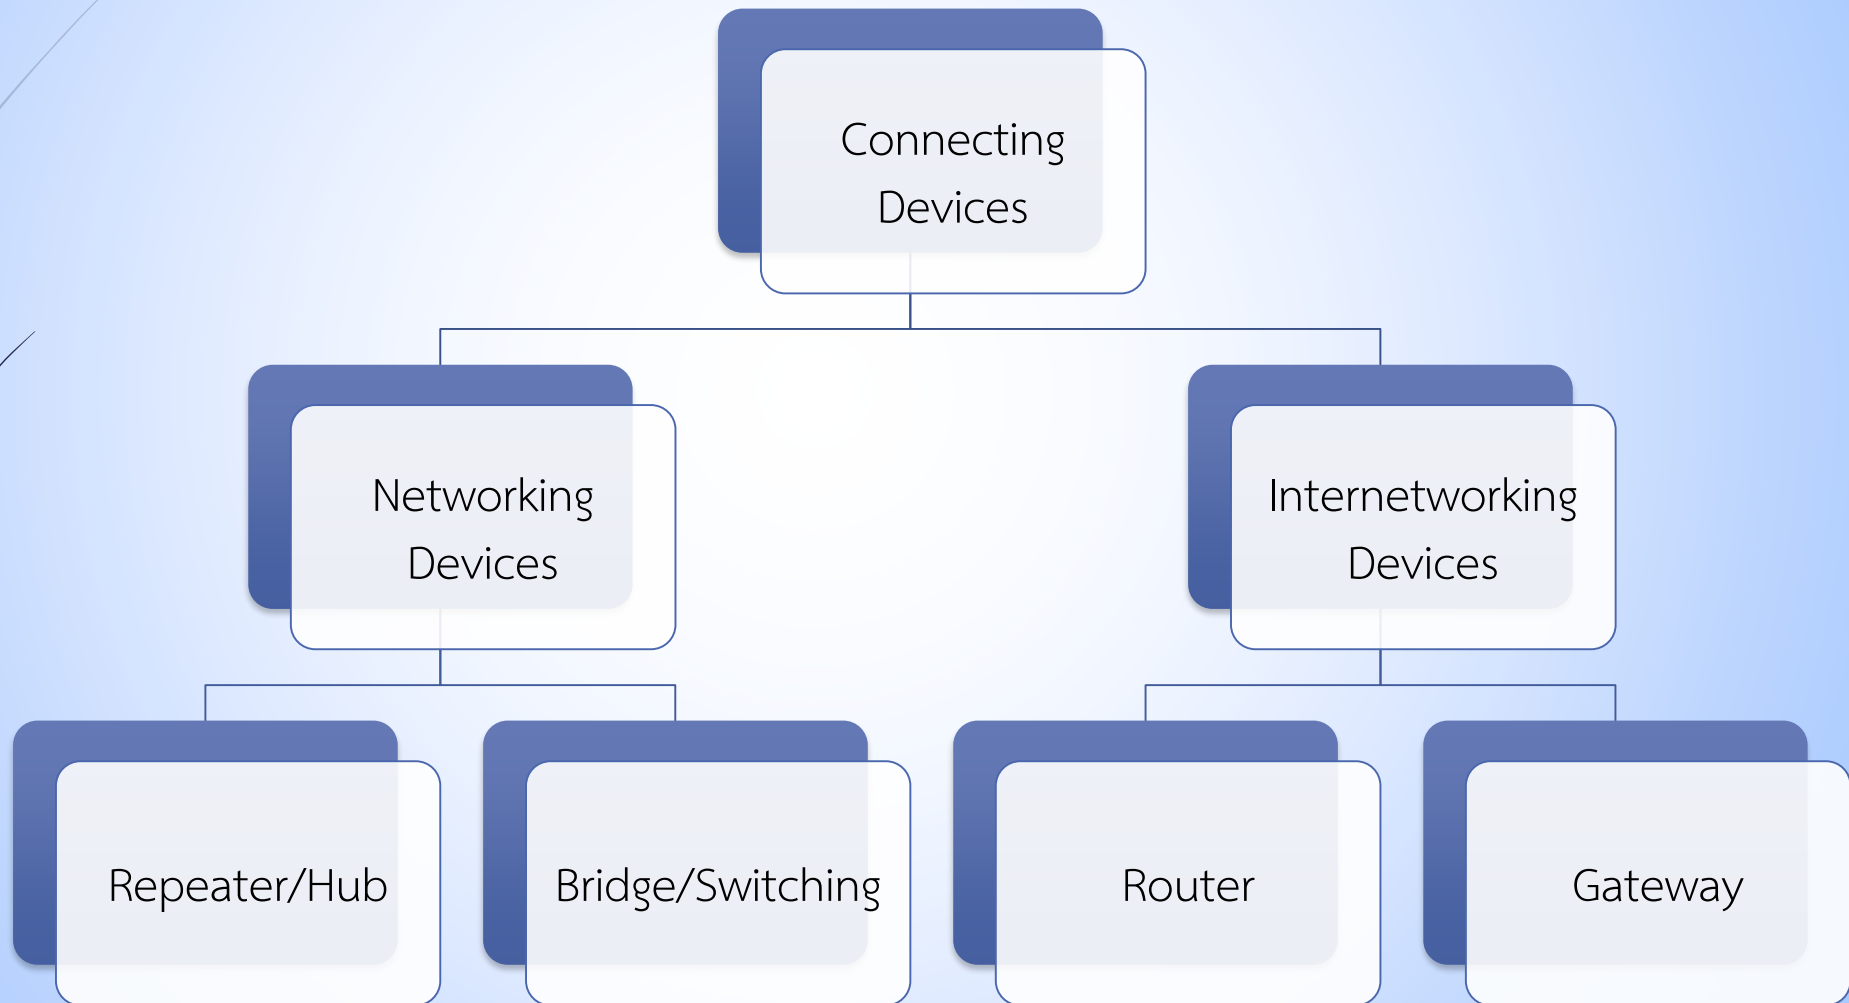 Connecting
Devices
Networking
Devices
Internetworking
Devices
Repeater/Hub
Bridge/Switching
Router
Gateway